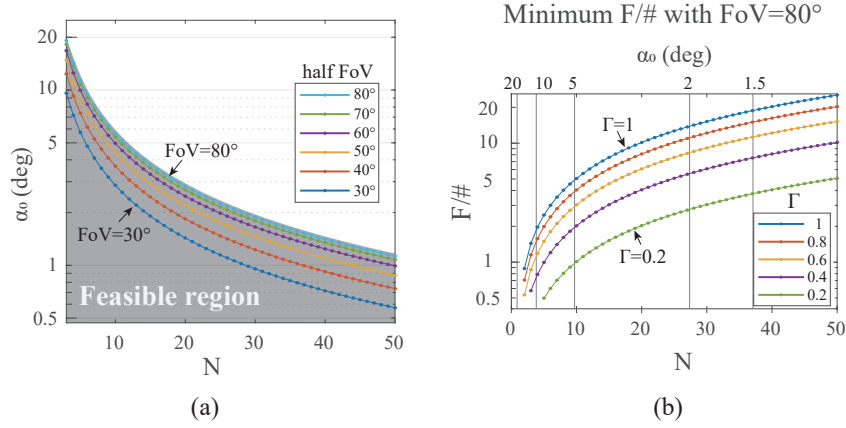 20
10
5
1
0.5
α₀ (deg)
half FoV
80°
70°
60°
50°
40°
30°
FoV=80°
FoV=30°
Feasible region
10 20 30 40 50
N
(a)
Minimum F/# with FoV=80°
α₀ (deg)
20 10 5 2 1.5
20
10
5
1
0.5
F/#
Γ=1
Γ=0.2
Γ
1
0.8
0.6
0.4
0.2
0 10 20 30 40 50
N
(b)